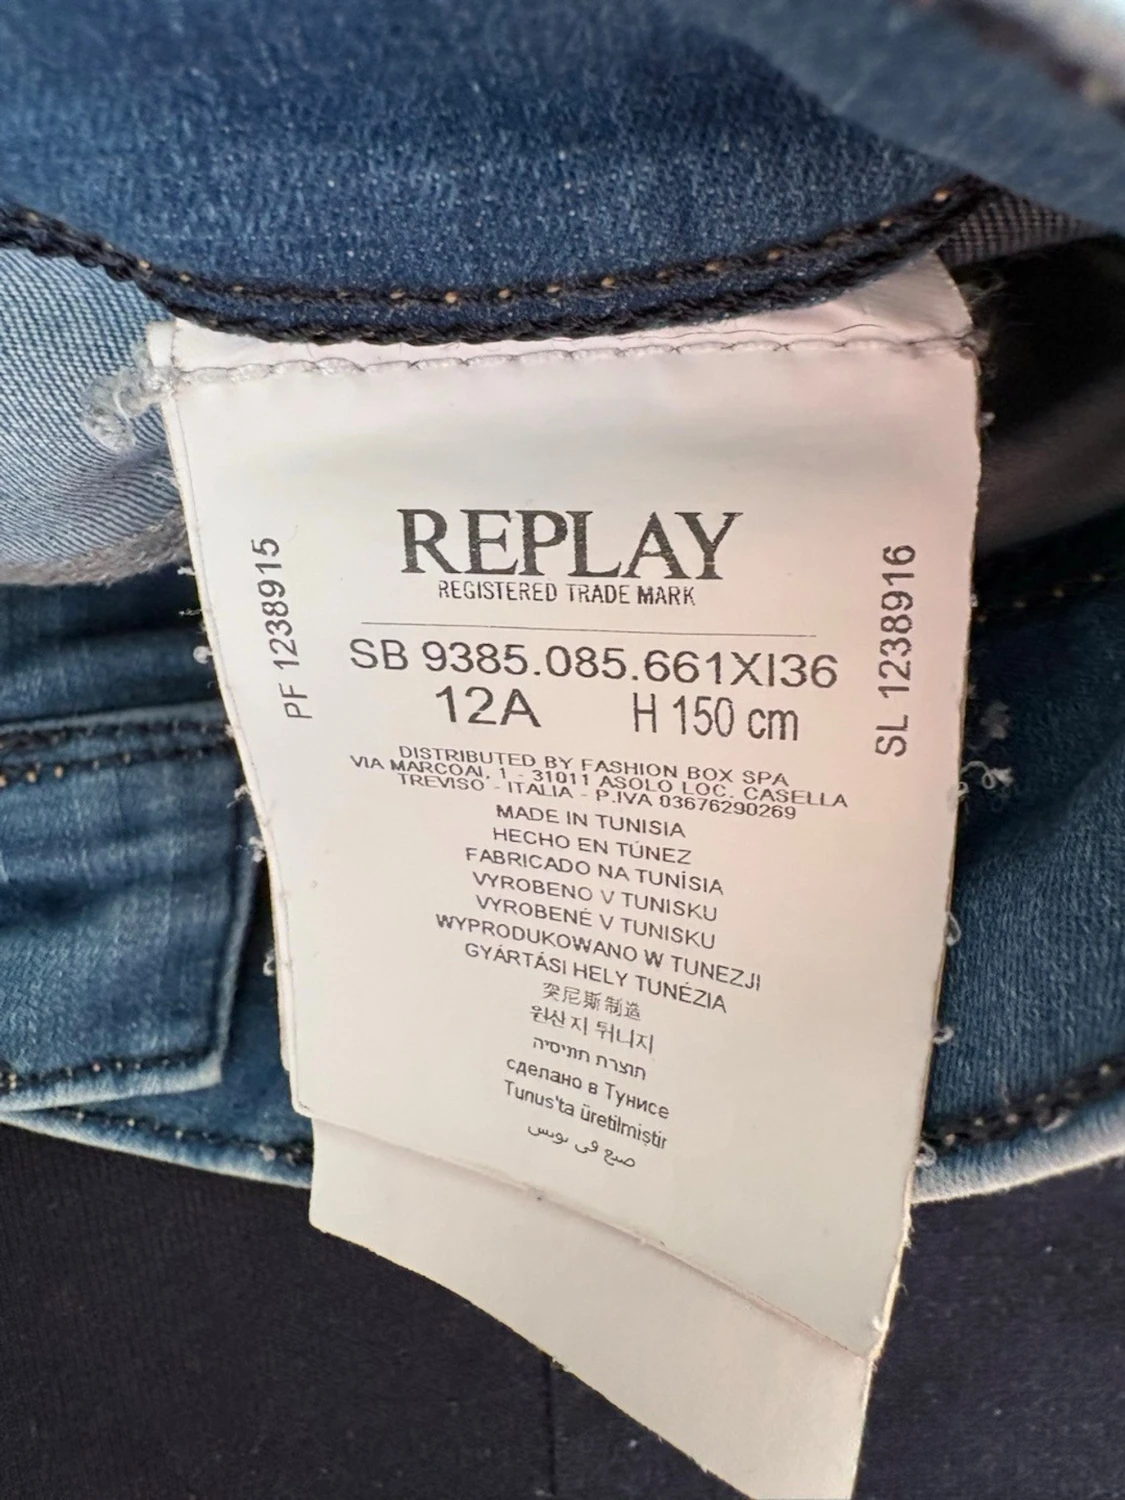 REPLAY
REGISTERED TRADE MARK
PF 1238915
SL 1238916
SB 9385.085.661XI36
12A H 150 cm
DISTRIBUTED BY FASHION BOX SPA
VIA MARCOAI, 1 - 31011 ASOLO LOC. CASELLA
TREVISO - ITALIA - P.IVA 03676290269
MADE IN TUNISIA
HECHO EN TÚNEZ
FABRICADO NA TUNÍSIA
VYROBENO V TUNISKU
VYROBENÉ V TUNISKU
WYPRODUKOWANO W TUNEZJI
GYÁRTÁSI HELY TUNÉZIA
突尼斯制造
원산지 튀니지
תוצרת תוניסיה
сделано в Тунисе
Tunus'ta üretilmiştir
صنع في تونس